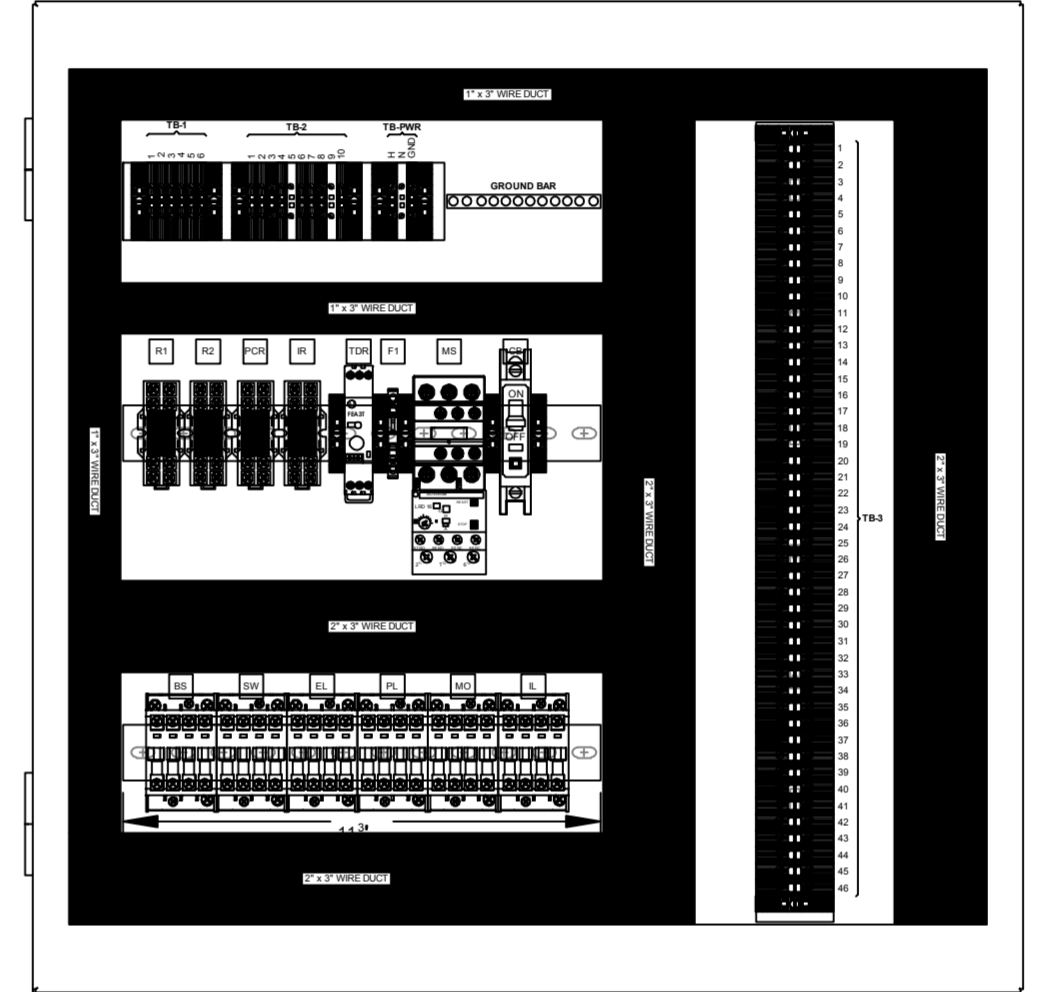 1" x 3" WIRE DUCT
TB-1
TB-2
TB-PWR
1 2 3 4 5 6
1 2 3 4 5 6 7 8 9 10
H N GND
GROUND BAR
1" x 3" WIRE DUCT
R1 R2 PCR IR TDR F1 MS CB
ON
OFF
LRD 16
1" x 3" WIRE DUCT
2" x 3" WIRE DUCT
2" x 3" WIRE DUCT
BS SW EL PL MO IL
2" x 3" WIRE DUCT
1
2
3
4
5
6
7
8
9
10
11
12
13
14
15
16
17
18
19
20
21
22
23
24
25
26
27
28
29
30
31
32
33
34
35
36
37
38
39
40
41
42
43
44
45
46
TB-3
2" x 3" WIRE DUCT